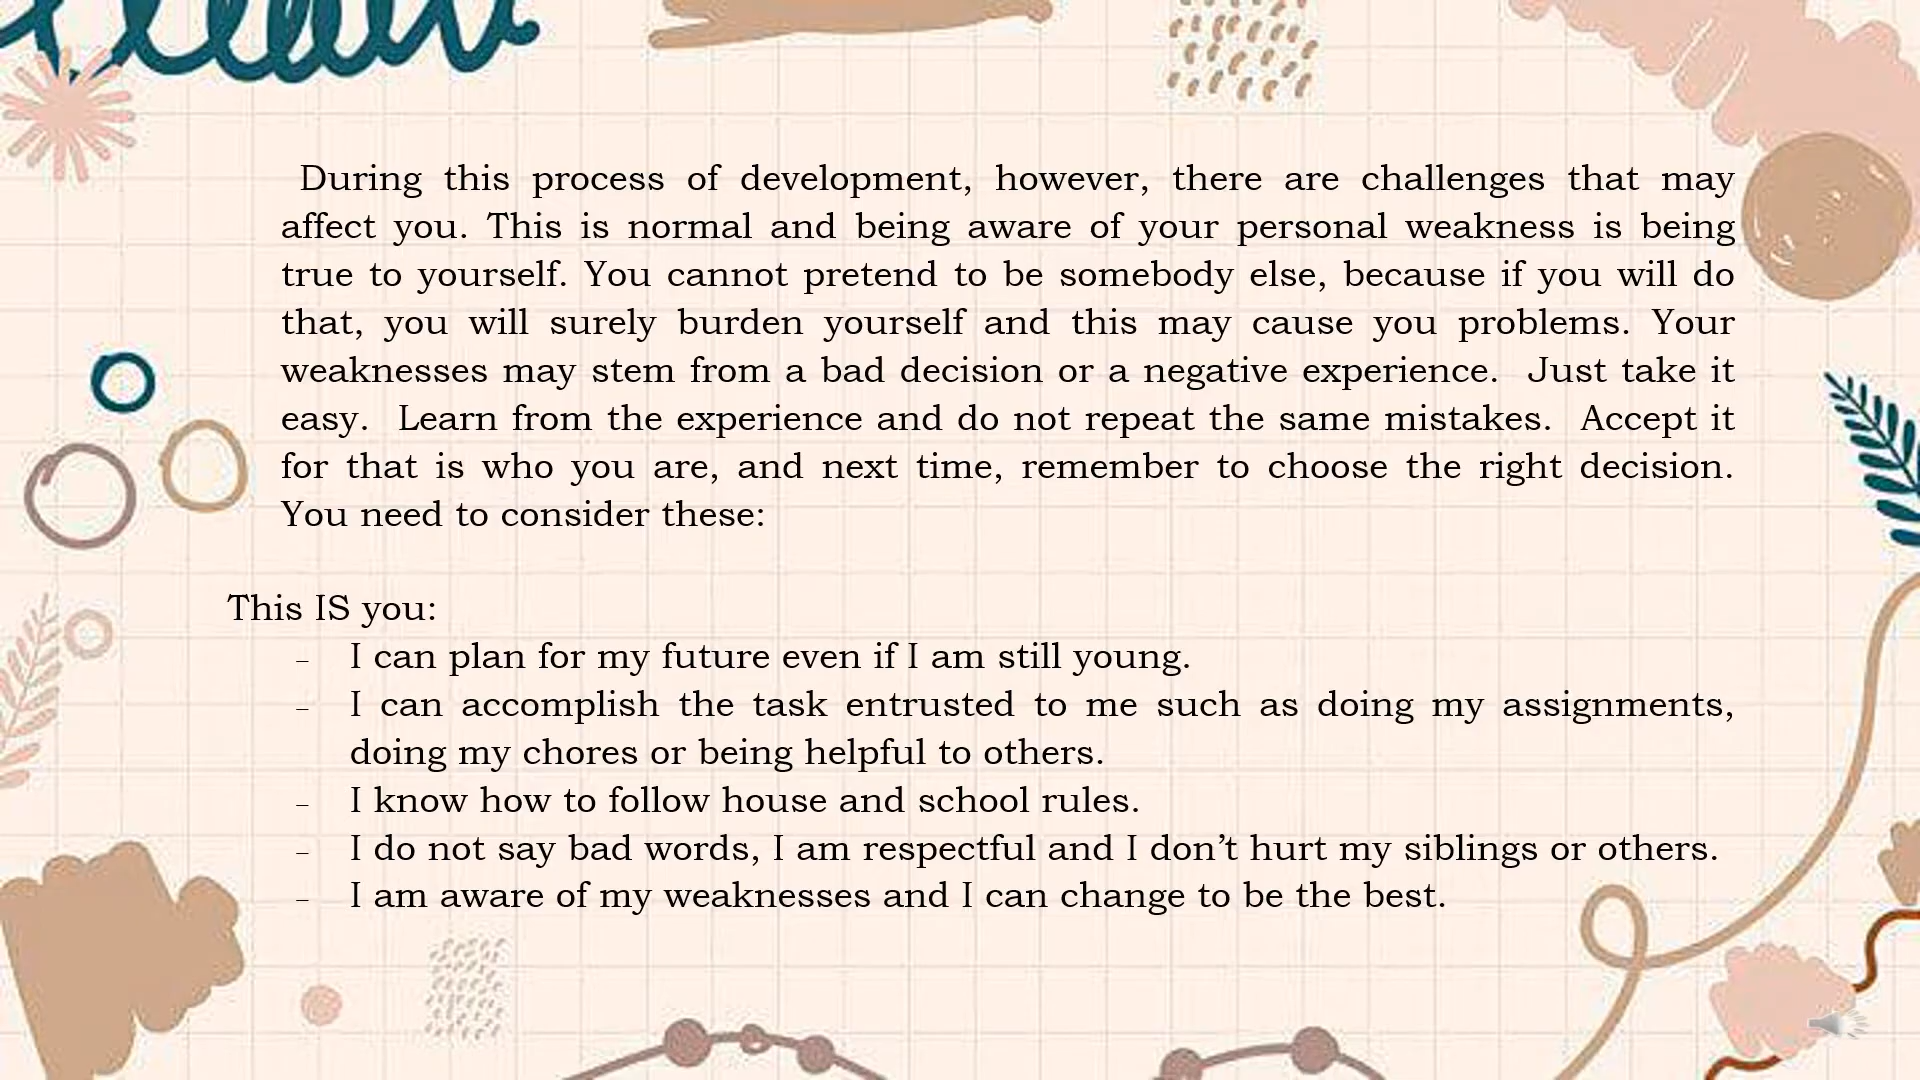 During this process of development, however, there are challenges that may
affect you. This is normal and being aware of your personal weakness is being
true to yourself. You cannot pretend to be somebody else, because if you will do
that, you will surely burden yourself and this may cause you problems. Your
weaknesses may stem from a bad decision or a negative experience. Just take it
easy. Learn from the experience and do not repeat the same mistakes. Accept it
for that is who you are, and next time, remember to choose the right decision.
You need to consider these:
This IS you:
- I can plan for my future even if I am still young.
- I can accomplish the task entrusted to me such as doing my assignments,
doing my chores or being helpful to others.
- I know how to follow house and school rules.
- I do not say bad words, I am respectful and I don’t hurt my siblings or others.
- I am aware of my weaknesses and I can change to be the best.